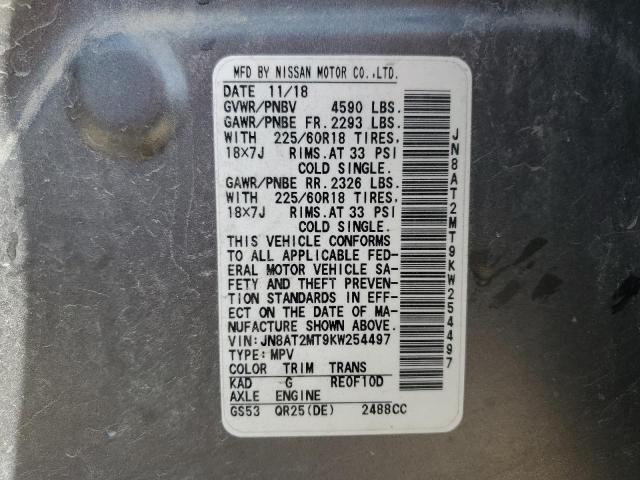 MFD BY NISSAN MOTOR CO.,LTD.
DATE 11/18
GVWR/PNBV 4590 LBS.
GAWR/PNBE FR. 2293 LBS.
WITH 225/60R18 TIRES,
18×7J RIMS. AT 33 PSI
COLD SINGLE.
GAWR/PNBE RR. 2326 LBS.
WITH 225/60R18 TIRES,
18×7J RIMS. AT 33 PSI
COLD SINGLE.
THIS VEHICLE CONFORMS
TO ALL APPLICABLE FED-
ERAL MOTOR VEHICLE SA-
FETY AND THEFT PREVEN-
TION STANDARDS IN EFF-
ECT ON THE DATE OF MA-
NUFACTURE SHOWN ABOVE.
VIN:JN8AT2MT9KW254497
TYPE:MPV
COLOR TRIM TRANS
KAD G RE0F10D
AXLE ENGINE
GS53 QR25(DE) 2488CC
JN8AT2MT9KW254497